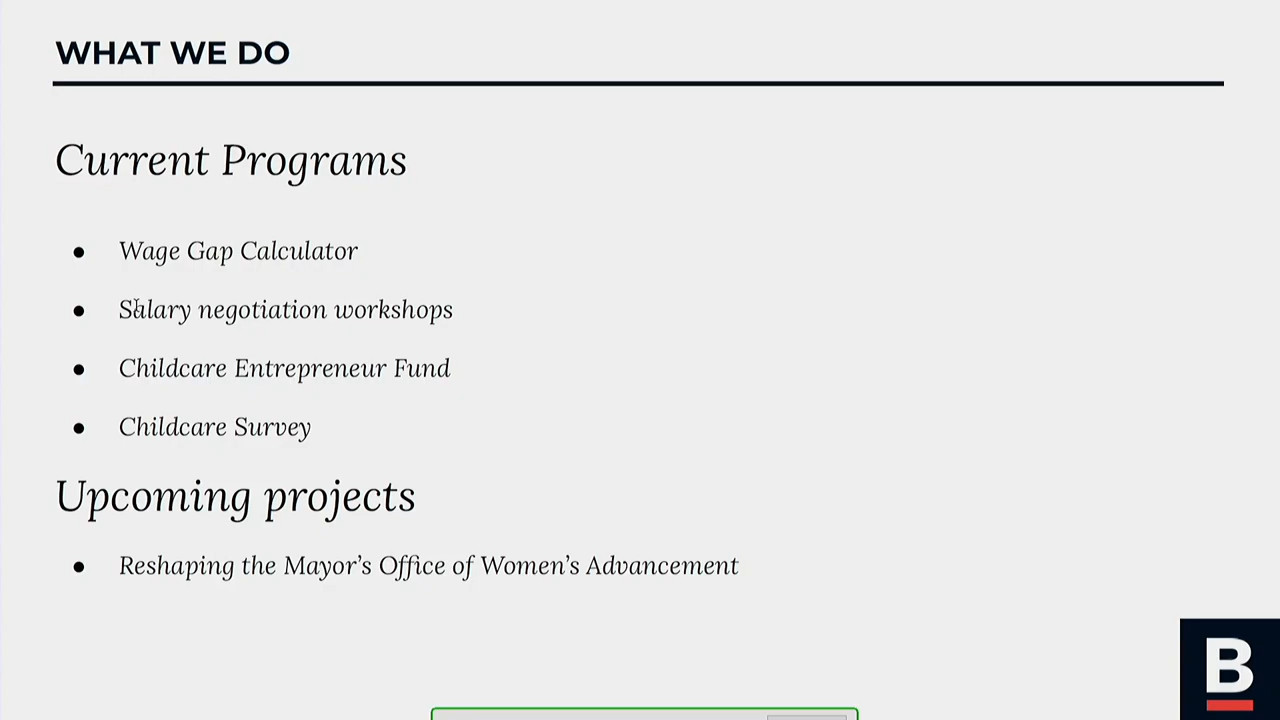 WHAT WE DO
Current Programs
● Wage Gap Calculator
● Salary negotiation workshops
● Childcare Entrepreneur Fund
● Childcare Survey
Upcoming projects
● Reshaping the Mayor’s Office of Women’s Advancement
B